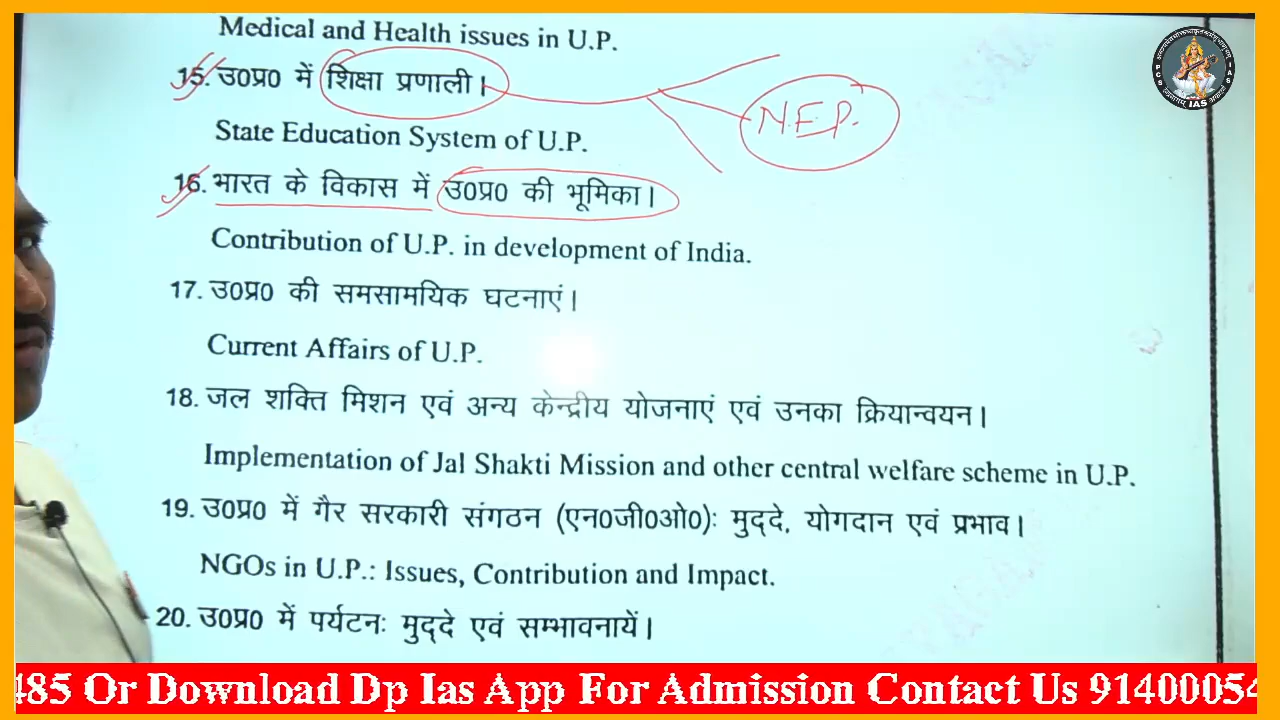 Medical and Health issues in U.P.
15. उ0प्र0 में शिक्षा प्रणाली।
N.E.P.
State Education System of U.P.
16. भारत के विकास में उ0प्र0 की भूमिका।
Contribution of U.P. in development of India.
17. उ0प्र0 की समसामयिक घटनाएं।
Current Affairs of U.P.
18. जल शक्ति मिशन एवं अन्य केन्द्रीय योजनाएं एवं उनका क्रियान्वयन।
Implementation of Jal Shakti Mission and other central welfare scheme in U.P.
19. उ0प्र0 में गैर सरकारी संगठन (एन0जी0ओ0): मुद्दे, योगदान एवं प्रभाव।
NGOs in U.P.: Issues, Contribution and Impact.
20. उ0प्र0 में पर्यटनः मुद्दे एवं सम्भावनायें।
PCS IAS
IAS
485 Or Download Dp Ias App For Admission Contact Us 91400054